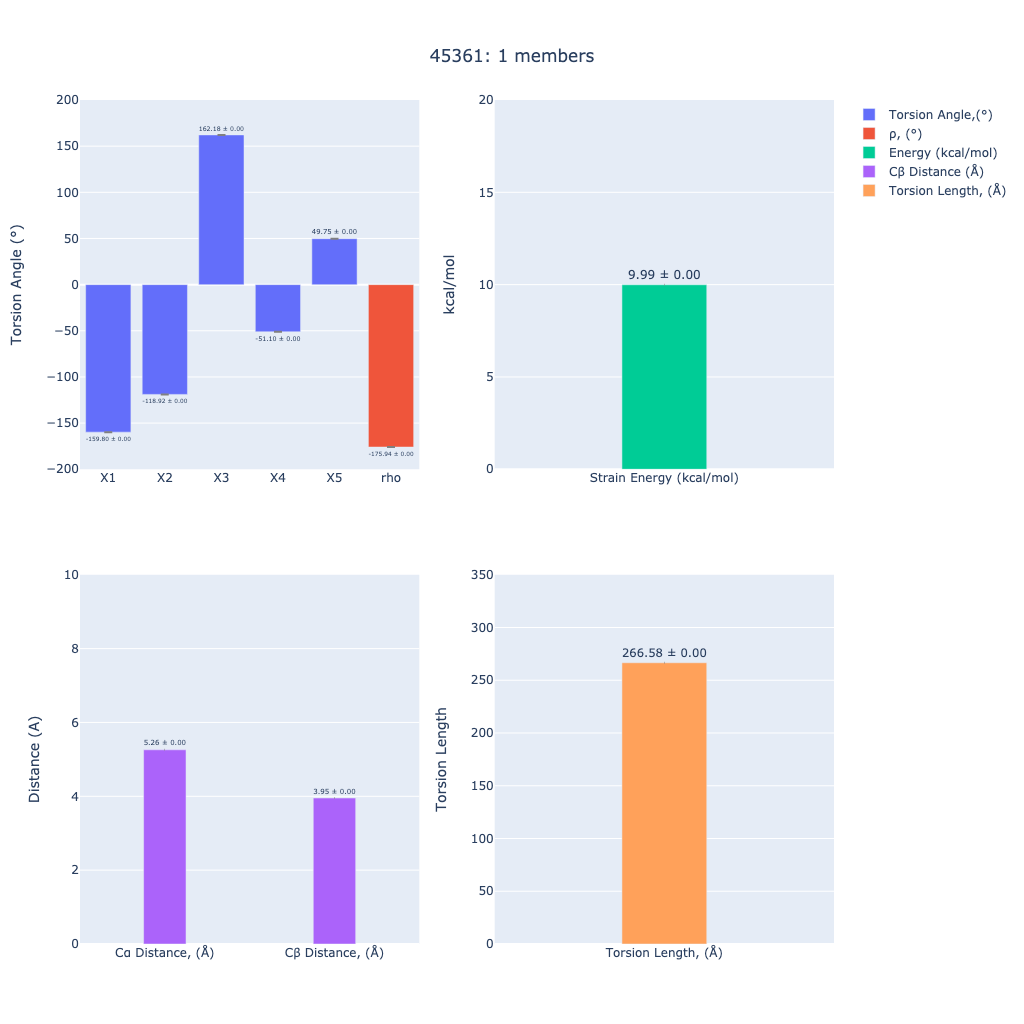 45361: 1 members
Torsion Angle (°)
200
150
100
50
0
−50
−100
−150
−200
162.18 ± 0.00
49.75 ± 0.00
-51.10 ± 0.00
-118.92 ± 0.00
-159.80 ± 0.00
-175.94 ± 0.00
X1 X2 X3 X4 X5 rho
kcal/mol
20
15
10
5
0
9.99 ± 0.00
Strain Energy (kcal/mol)
Torsion Angle,(°)
ρ, (°)
Energy (kcal/mol)
Cβ Distance (Å)
Torsion Length, (Å)
Distance (A)
10
8
6
4
2
0
5.26 ± 0.00
3.95 ± 0.00
Cα Distance, (Å) Cβ Distance, (Å)
Torsion Length
350
300
250
200
150
100
50
0
266.58 ± 0.00
Torsion Length, (Å)